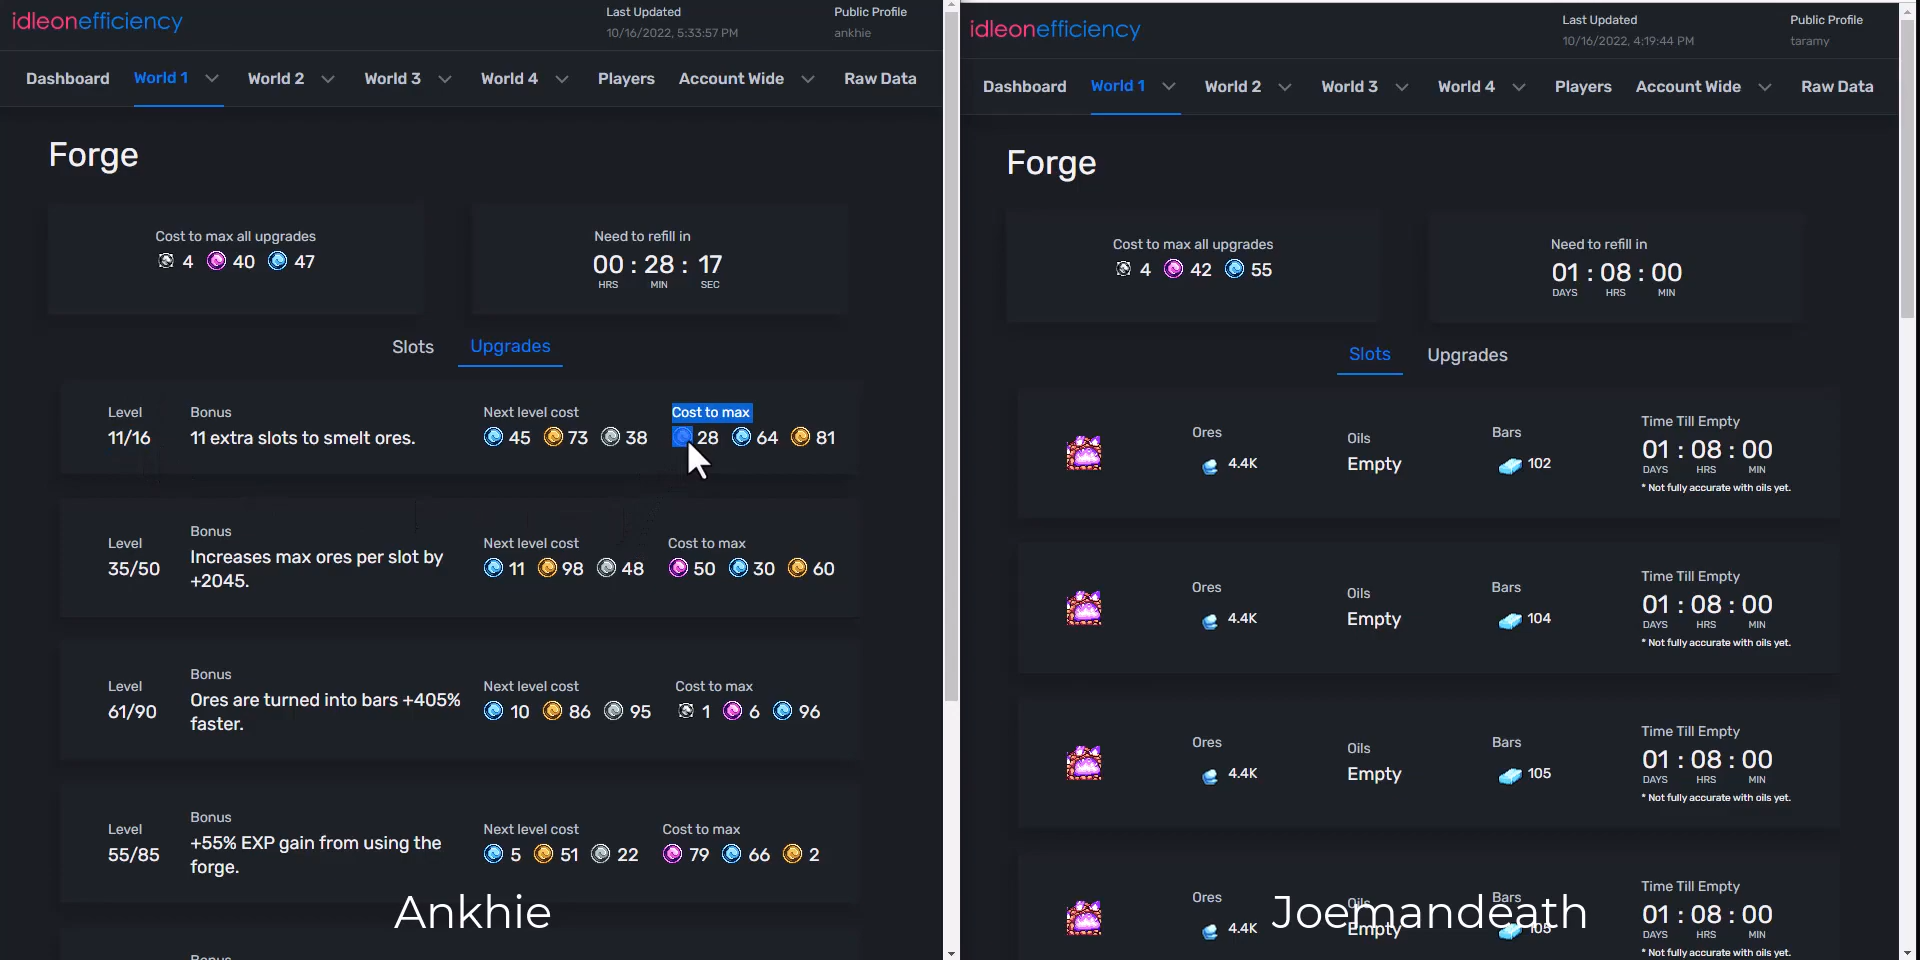 idleonefficiency
Last Updated
10/16/2022, 5:33:57 PM
Public Profile
ankhie
Dashboard World 1 World 2 World 3 World 4 Players Account Wide Raw Data
Forge
Cost to max all upgrades
4 40 47
Need to refill in
00 : 28 : 17
HRS MIN SEC
Slots Upgrades
Level Bonus Next level cost Cost to max
11/16 11 extra slots to smelt ores. 45 73 38 28 64 81
Level Bonus Next level cost Cost to max
35/50 Increases max ores per slot by 11 98 48 50 30 60
+2045.
Level Bonus Next level cost Cost to max
61/90 Ores are turned into bars +405% 10 86 95 1 6 96
faster.
Level Bonus Next level cost Cost to max
55/85 +55% EXP gain from using the 5 51 22 79 66 2
forge.
Bonus
Ankhie
idleonefficiency
Last Updated
10/16/2022, 4:19:44 PM
Public Profile
taramy
Dashboard World 1 World 2 World 3 World 4 Players Account Wide Raw Data
Forge
Cost to max all upgrades
4 42 55
Need to refill in
01 : 08 : 00
DAYS HRS MIN
Slots Upgrades
Ores Oils Bars Time Till Empty
4.4K Empty 102 01 : 08 : 00
DAYS HRS MIN
* Not fully accurate with oils yet.
Ores Oils Bars Time Till Empty
4.4K Empty 104 01 : 08 : 00
DAYS HRS MIN
* Not fully accurate with oils yet.
Ores Oils Bars Time Till Empty
4.4K Empty 105 01 : 08 : 00
DAYS HRS MIN
* Not fully accurate with oils yet.
Ores Oils Bars Time Till Empty
4.4K Empty 105 01 : 08 : 00
DAYS HRS MIN
* Not fully accurate with oils yet.
Joemandeath